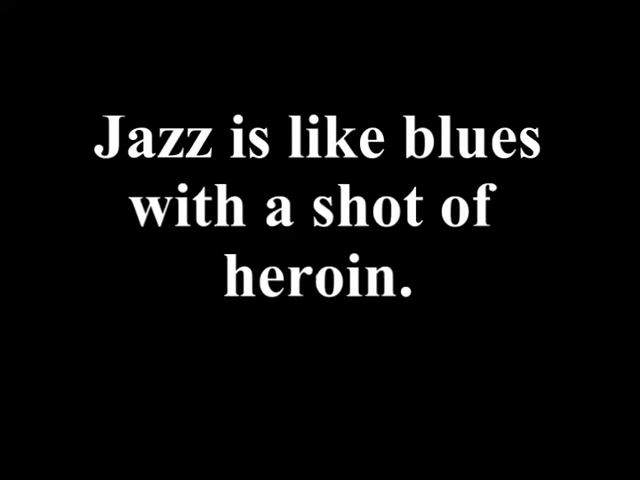 Jazz is like blues
with a shot of
heroin.